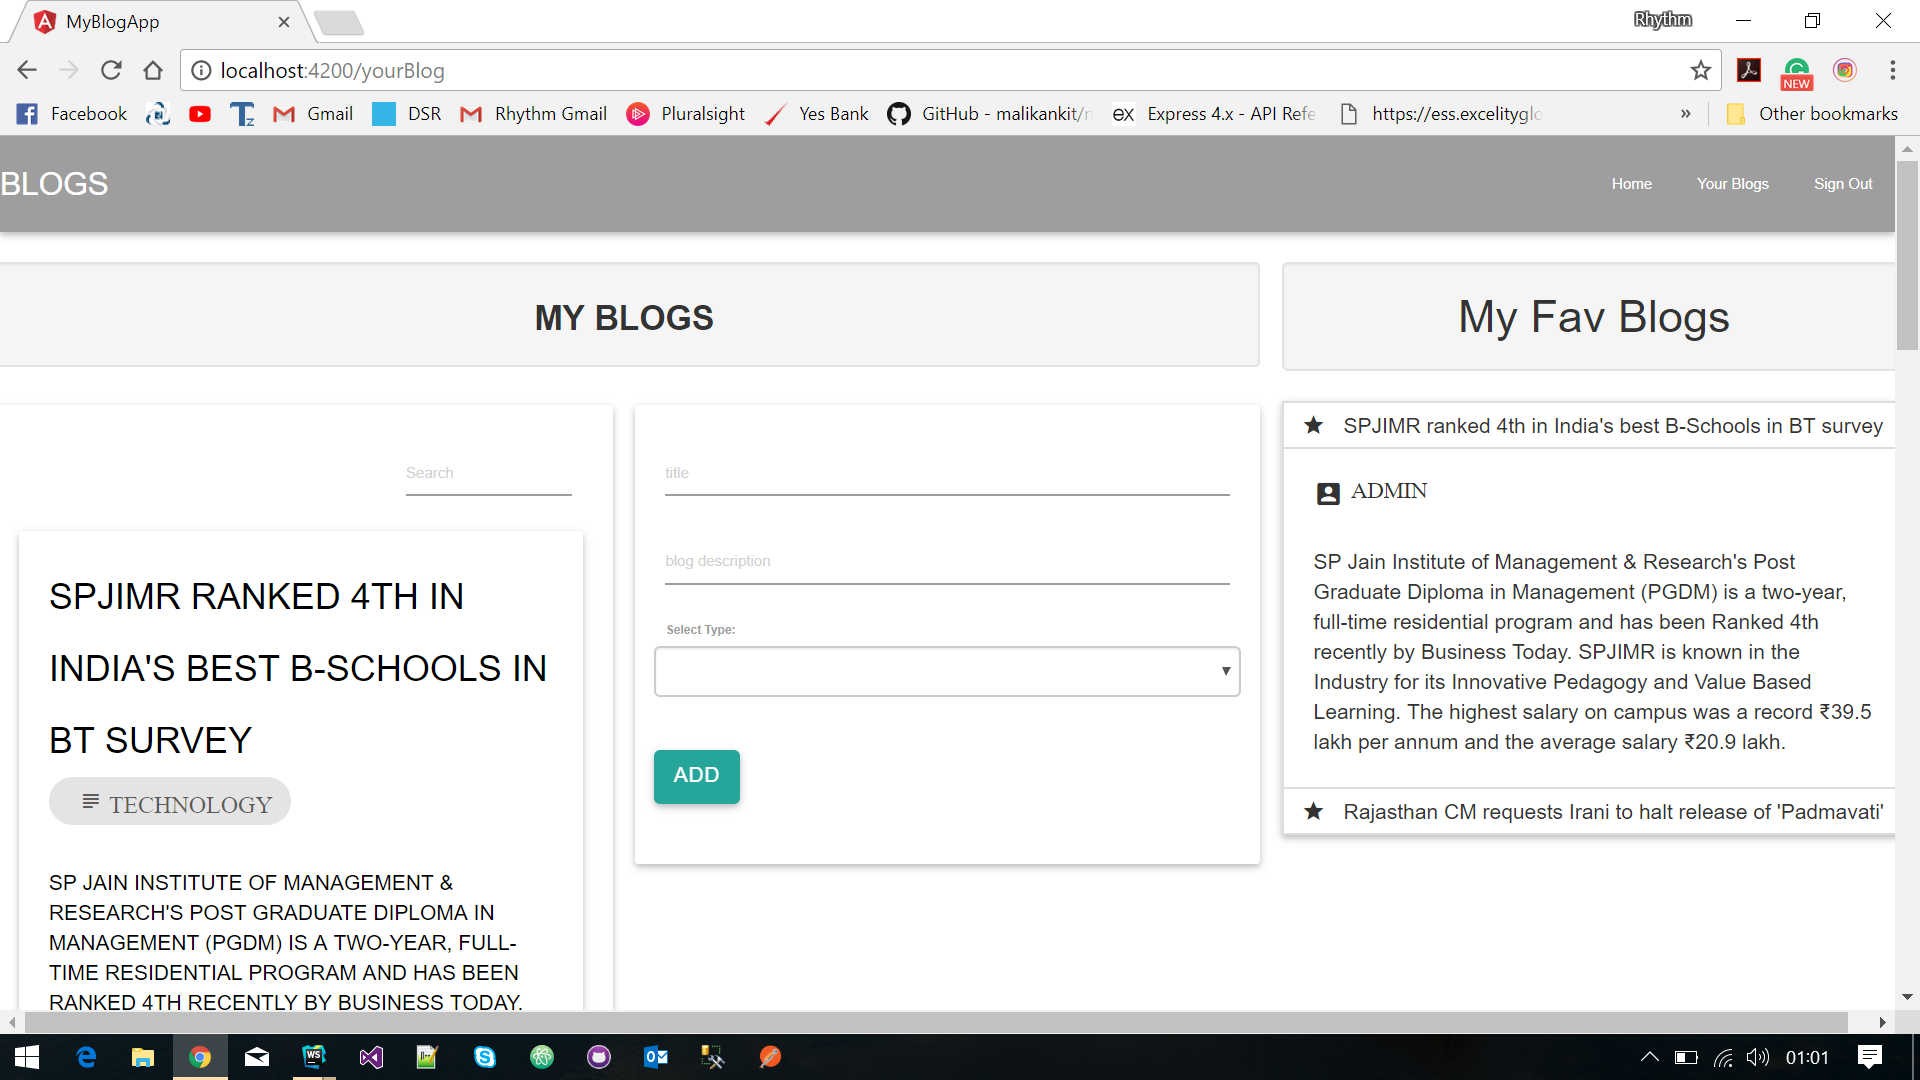 MyBlogApp
Rhythm
localhost:4200/yourBlog
NEW
Facebook
Gmail
DSR
Rhythm Gmail
Pluralsight
Yes Bank
GitHub - malikankit/
ex
Express 4.x - API Refe
https://ess.excelityglo
»
Other bookmarks
BLOGS
Home
Your Blogs
Sign Out
MY BLOGS
My Fav Blogs
Search
SPJIMR RANKED 4TH IN
INDIA'S BEST B-SCHOOLS IN
BT SURVEY
TECHNOLOGY
SP JAIN INSTITUTE OF MANAGEMENT &
RESEARCH'S POST GRADUATE DIPLOMA IN
MANAGEMENT (PGDM) IS A TWO-YEAR, FULL-
TIME RESIDENTIAL PROGRAM AND HAS BEEN
RANKED 4TH RECENTLY BY BUSINESS TODAY.
title
blog description
Select Type:
ADD
SPJIMR ranked 4th in India's best B-Schools in BT survey
ADMIN
SP Jain Institute of Management & Research's Post
Graduate Diploma in Management (PGDM) is a two-year,
full-time residential program and has been Ranked 4th
recently by Business Today. SPJIMR is known in the
Industry for its Innovative Pedagogy and Value Based
Learning. The highest salary on campus was a record ₹39.5
lakh per annum and the average salary ₹20.9 lakh.
Rajasthan CM requests Irani to halt release of 'Padmavati'
WS
01:01